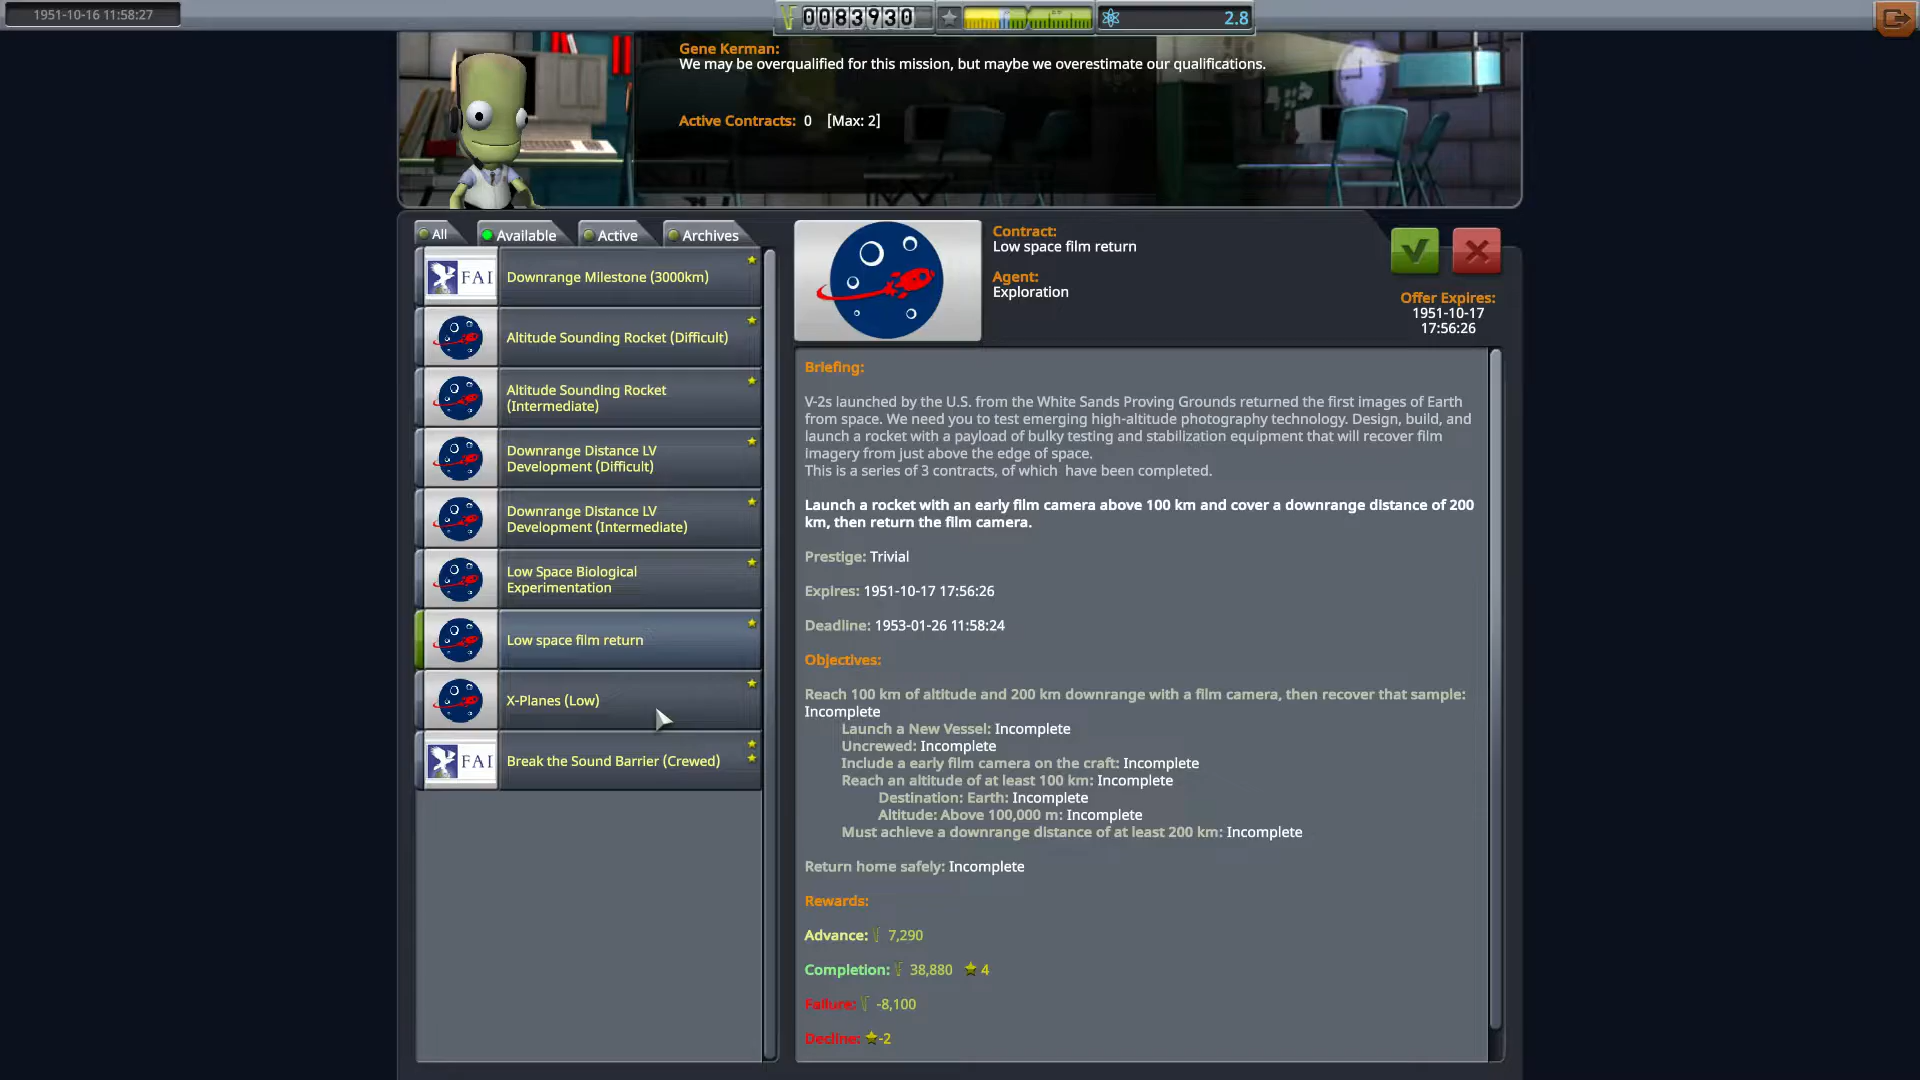 1951-10-16 11:58:27
0083930
2.8
Gene Kerman:
We may be overqualified for this mission, but maybe we overestimate our qualifications.
Active Contracts: 0 [Max: 2]
All
Available
Active
Archives
FAI
Downrange Milestone (3000km)
Altitude Sounding Rocket (Difficult)
Altitude Sounding Rocket
(Intermediate)
Downrange Distance LV
Development (Difficult)
Downrange Distance LV
Development (Intermediate)
Low Space Biological
Experimentation
Low space film return
X-Planes (Low)
FAI
Break the Sound Barrier (Crewed)
Contract:
Low space film return
Agent:
Exploration
Offer Expires:
1951-10-17
17:56:26
Briefing:
V-2s launched by the U.S. from the White Sands Proving Grounds returned the first images of Earth
from space. We need you to test emerging high-altitude photography technology. Design, build, and
launch a rocket with a payload of bulky testing and stabilization equipment that will recover film
imagery from just above the edge of space.
This is a series of 3 contracts, of which have been completed.
Launch a rocket with an early film camera above 100 km and cover a downrange distance of 200
km, then return the film camera.
Prestige: Trivial
Expires: 1951-10-17 17:56:26
Deadline: 1953-01-26 11:58:24
Objectives:
Reach 100 km of altitude and 200 km downrange with a film camera, then recover that sample:
Incomplete
Launch a New Vessel: Incomplete
Uncrewed: Incomplete
Include a early film camera on the craft: Incomplete
Reach an altitude of at least 100 km: Incomplete
Destination: Earth: Incomplete
Altitude: Above 100,000 m: Incomplete
Must achieve a downrange distance of at least 200 km: Incomplete
Return home safely: Incomplete
Rewards:
Advance: 7,290
Completion: 38,880 4
Failure: -8,100
Decline: -2